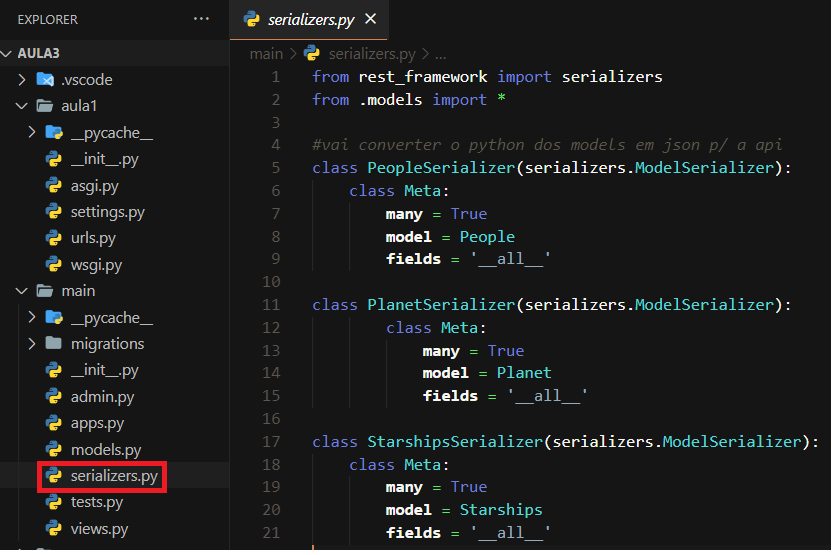 EXPLORER ...
AULA3
.vscode
aula1
__pycache__
__init__.py
asgi.py
settings.py
urls.py
wsgi.py
main
__pycache__
migrations
__init__.py
admin.py
apps.py
models.py
serializers.py
tests.py
views.py
serializers.py ×
main > serializers.py > ...
1 from rest_framework import serializers
2 from .models import *
3
4 #vai converter o python dos models em json p/ a api
5 class PeopleSerializer(serializers.ModelSerializer):
6     class Meta:
7         many = True
8         model = People
9         fields = '__all__'
10
11 class PlanetSerializer(serializers.ModelSerializer):
12         class Meta:
13             many = True
14             model = Planet
15             fields = '__all__'
16
17 class StarshipsSerializer(serializers.ModelSerializer):
18     class Meta:
19         many = True
20         model = Starships
21         fields = '__all__'